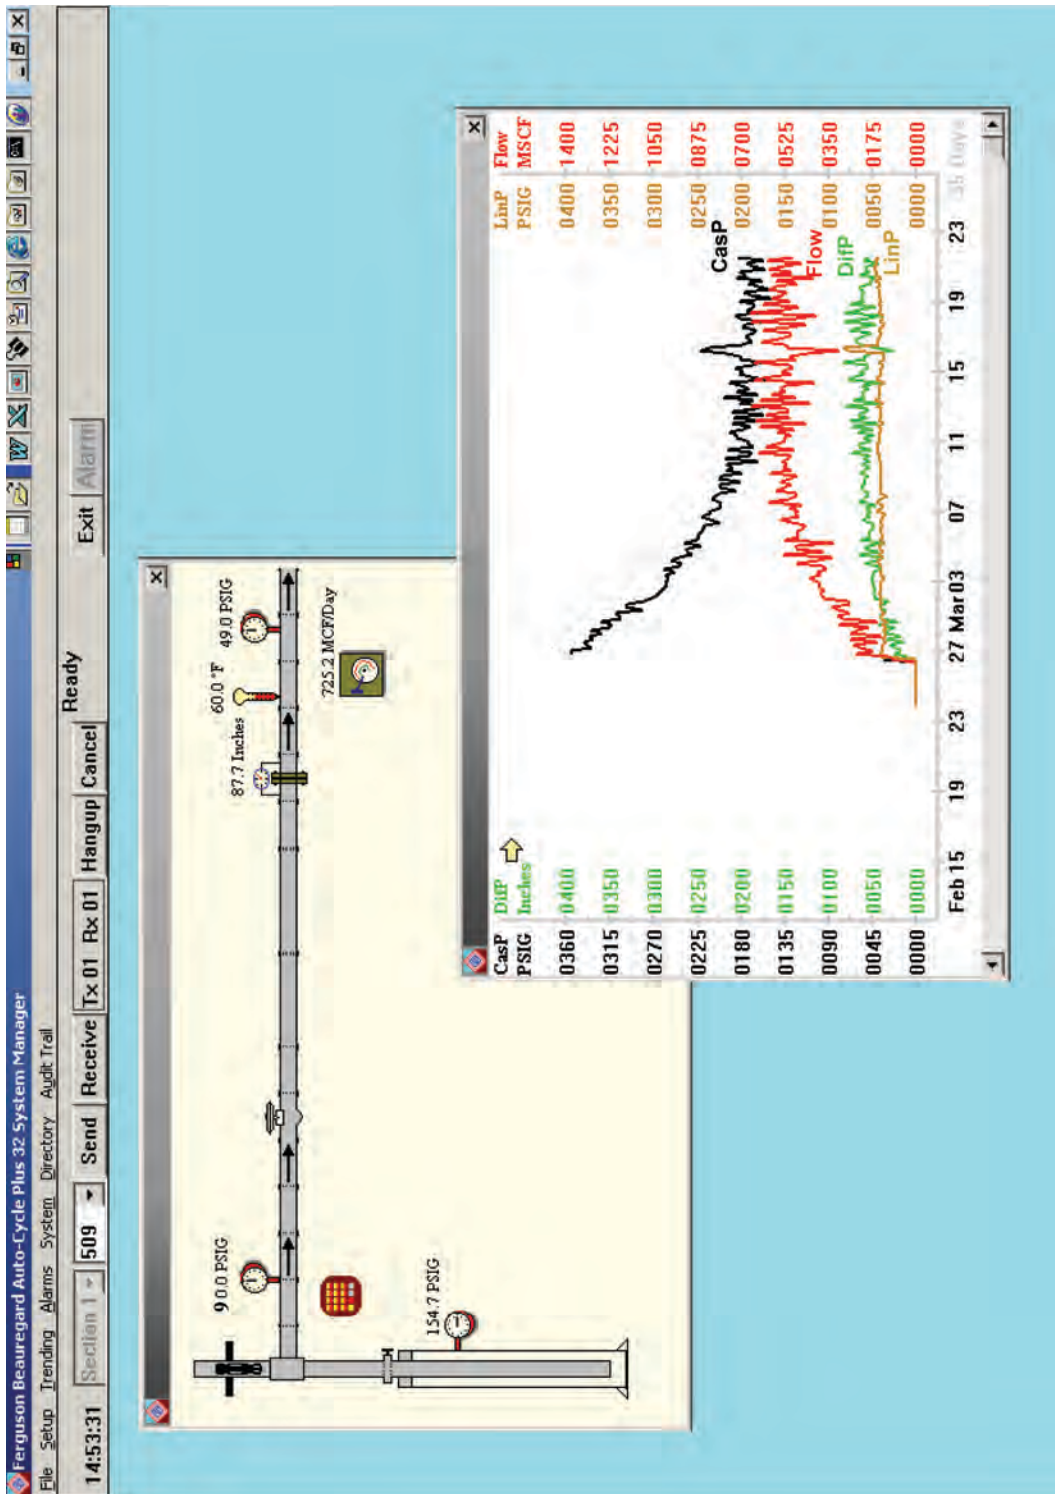 Ferguson Beauregard Auto-Cycle Plus 32 System Manager
File Setup Trending Alarms System Directory Audit Trail
14:53:31 Section 1 509 Send Receive Tx 01 Rx 01 Hangup Cancel Ready Exit Alarm
90.0 PSIG
87.7 Inches
60.0 °F
49.0 PSIG
725.2 MCF/Day
154.7 PSIG
CasP DifP LinP Flow
PSIG Inches PSIG MSCF
0360 0400 0400 1400
0315 0350 0350 1225
0270 0300 0300 1050
0225 0250 0250 0875
0180 0200 0200 0700
0135 0150 0150 0525
0090 0100 0100 0350
0045 0050 0050 0175
0000 0000 0000 0000
CasP
Flow
DifP
LinP
Feb 15 19 23 27 Mar 03 07 11 15 19 23 35 Days